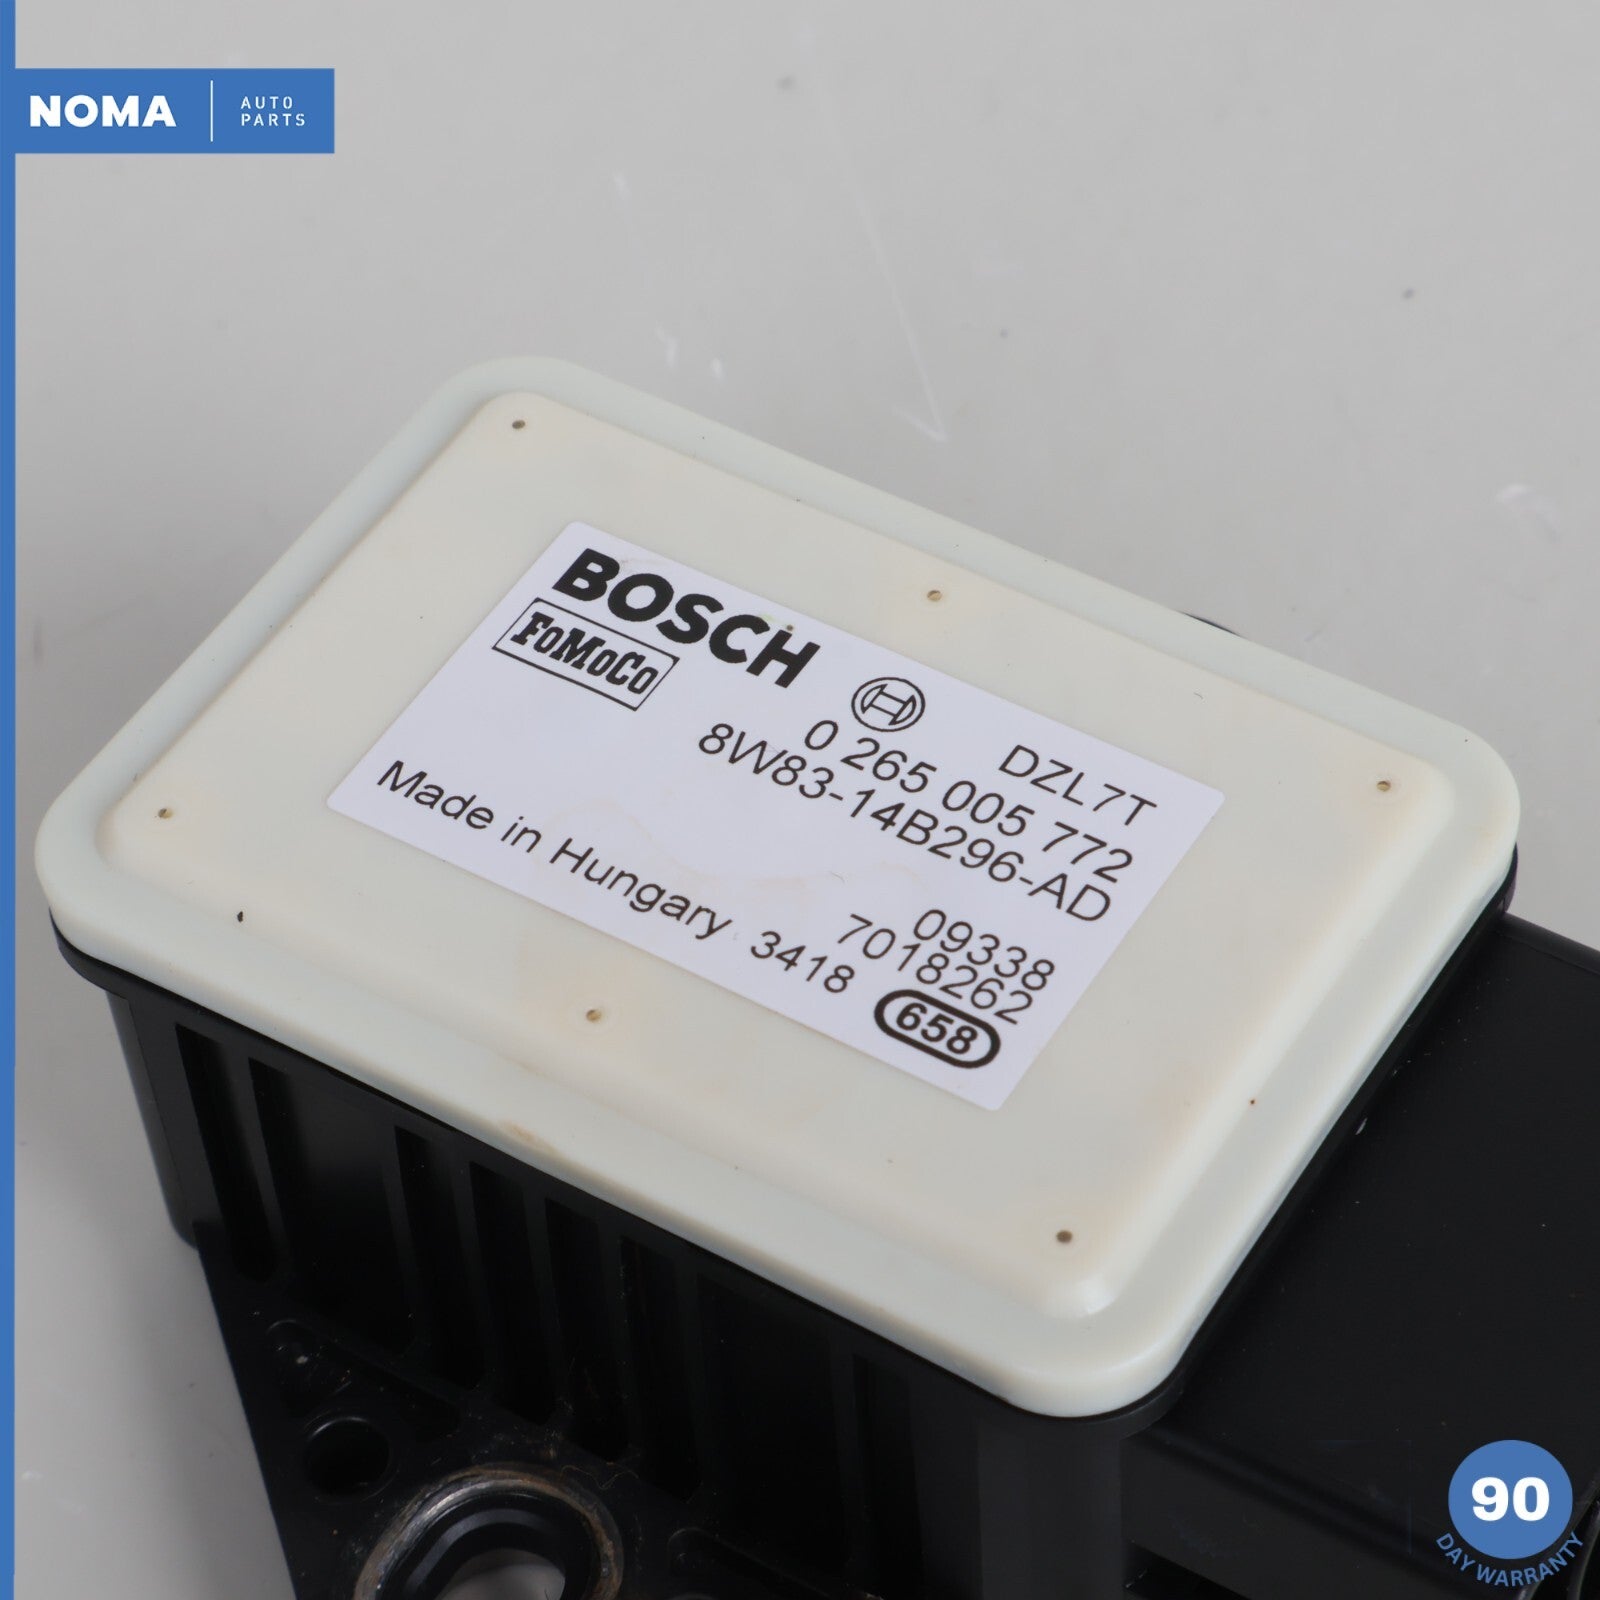 NOMA
AUTO
PARTS
BOSCH
FoMoCo
DZL7T
0 265 005 772
8W83-14B296-AD
09338
7018262
Made in Hungary 3418
658
90
DAY WARRANTY